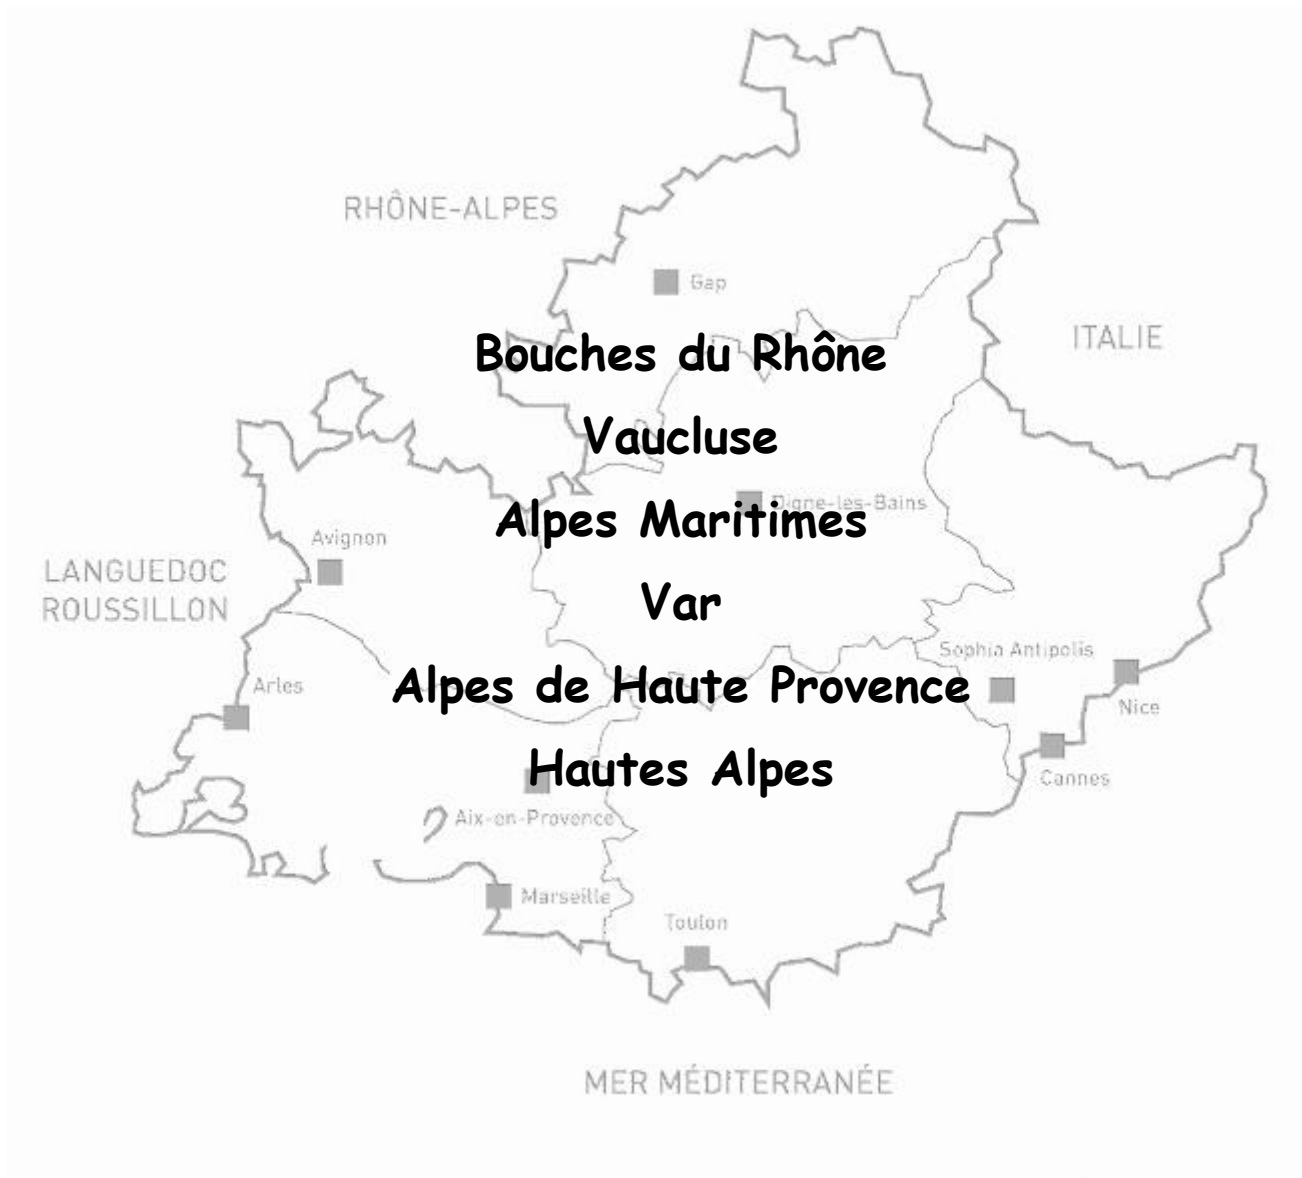 RHÔNE-ALPES
Gap
ITALIE
Bouches du Rhône
Vaucluse
Digne-les-Bains
Alpes Maritimes
Avignon
LANGUEDOC
ROUSSILLON
Var
Sophia Antipolis
Arles
Alpes de Haute Provence
Nice
Hautes Alpes
Cannes
Aix-en-Provence
Marseille
Toulon
MER MÉDITERRANÉE